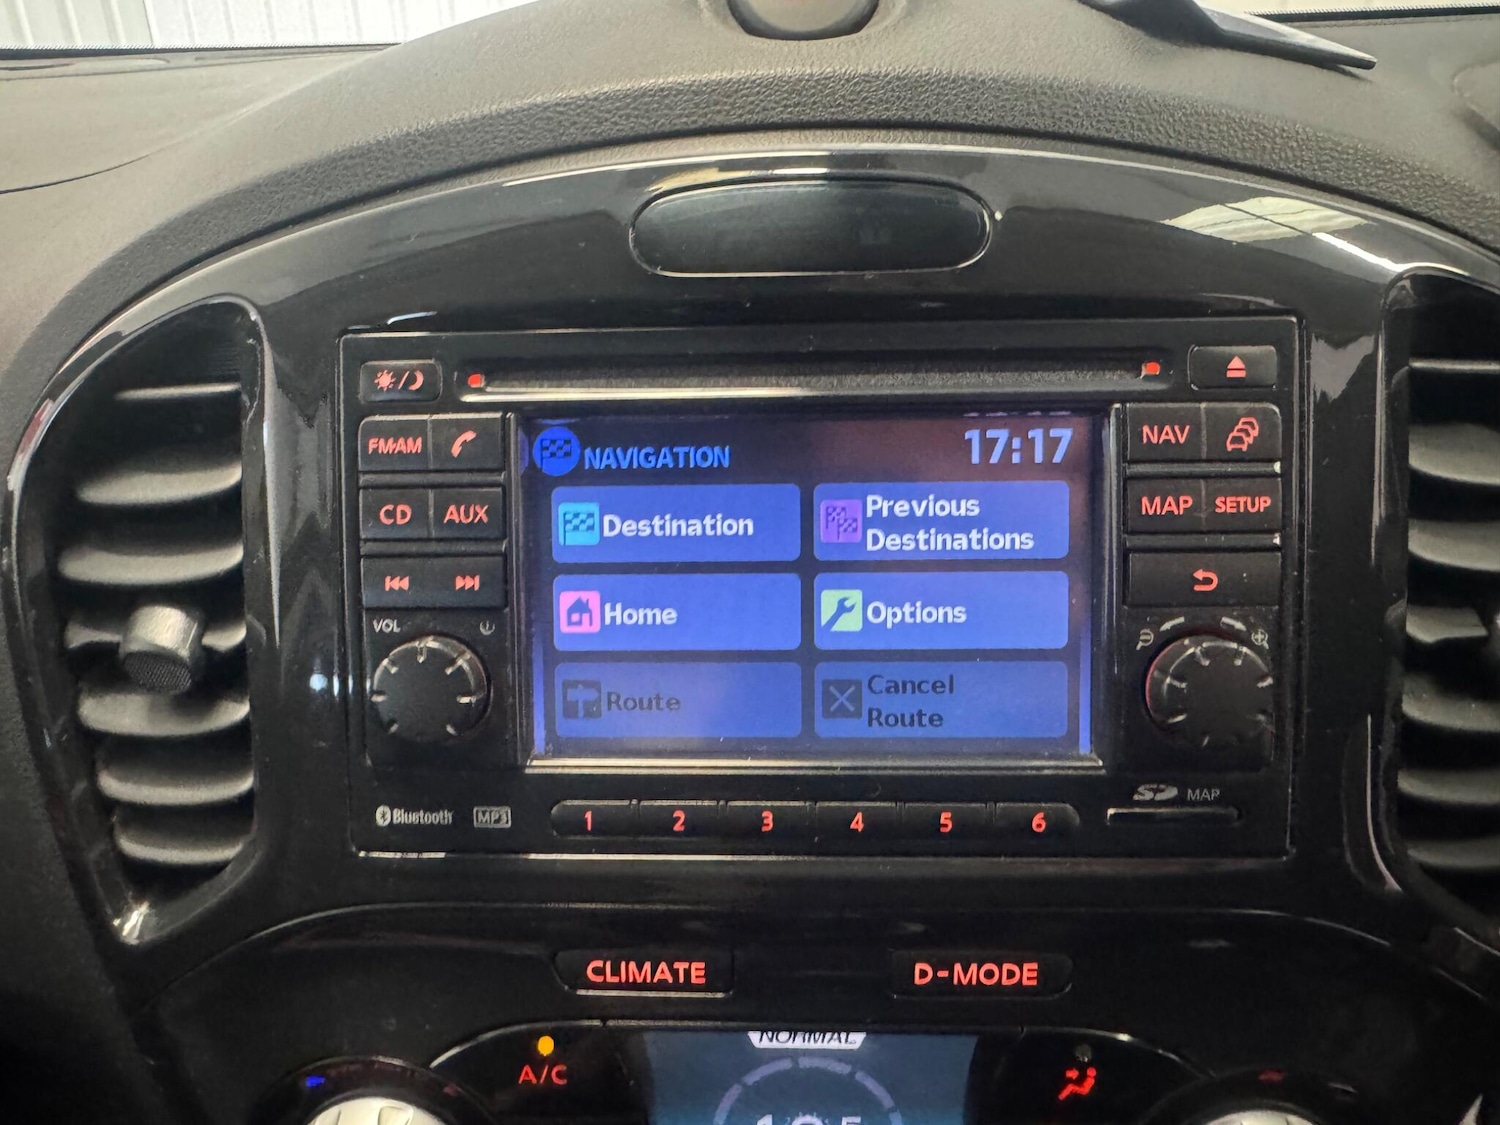 FM·AM
CD
AUX
VOL
Bluetooth
MP3
NAVIGATION
17:17
Destination
Previous
Destinations
Home
Options
Route
Cancel
Route
NAV
MAP
SETUP
SD
MAP
1 2 3 4 5 6
CLIMATE
D-MODE
A/C
NORMAL